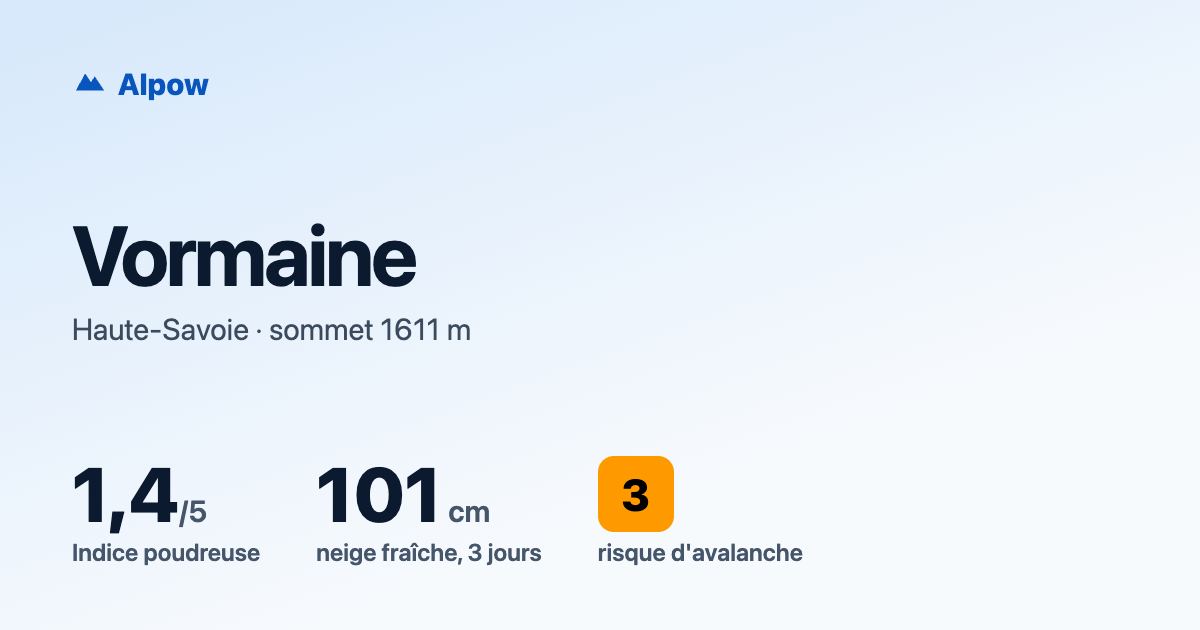 Alpow
Vormaine
Haute-Savoie · sommet 1611 m
1,4/5
Indice poudreuse
101 cm
neige fraîche, 3 jours
3
risque d'avalanche